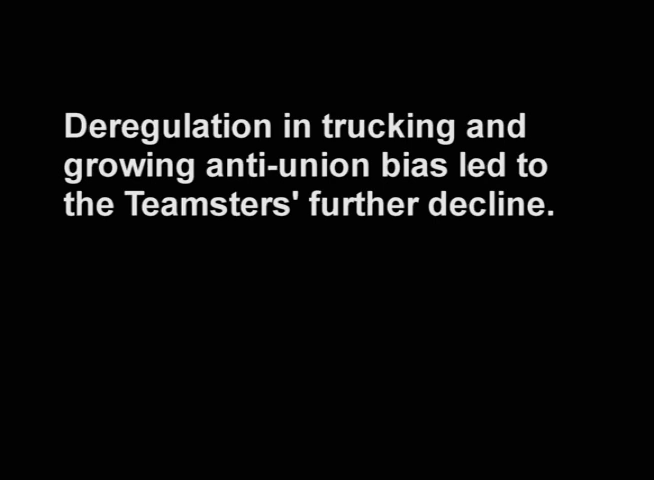 Deregulation in trucking and
growing anti-union bias led to
the Teamsters' further decline.